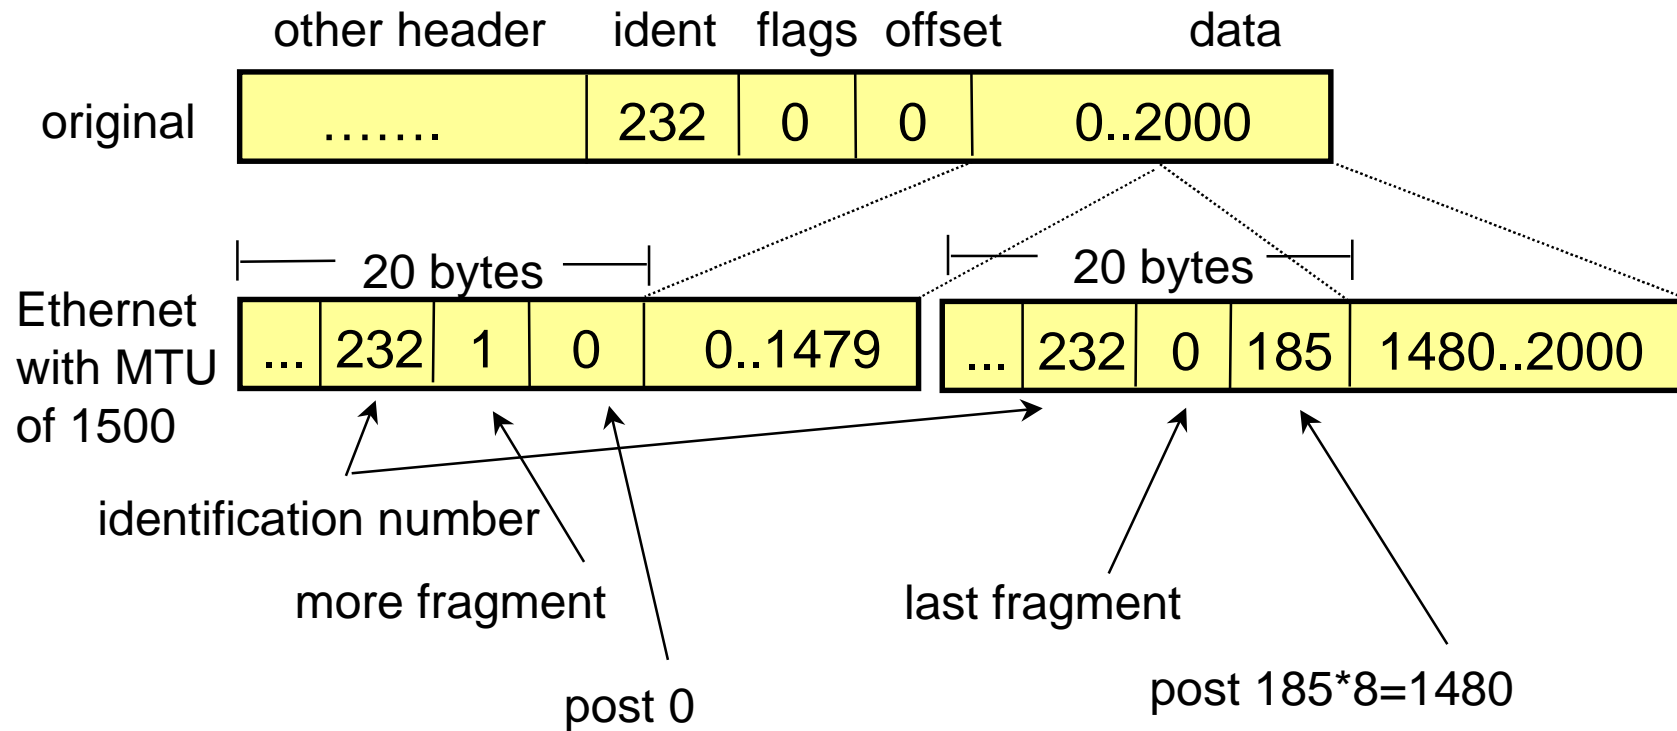 other header ident flags offset data
original ....... 232 0 0 0..2000
20 bytes 20 bytes
Ethernet
with MTU
of 1500
... 232 1 0 0..1479 ... 232 0 185 1480..2000
identification number
more fragment last fragment
post 0 post 185*8=1480